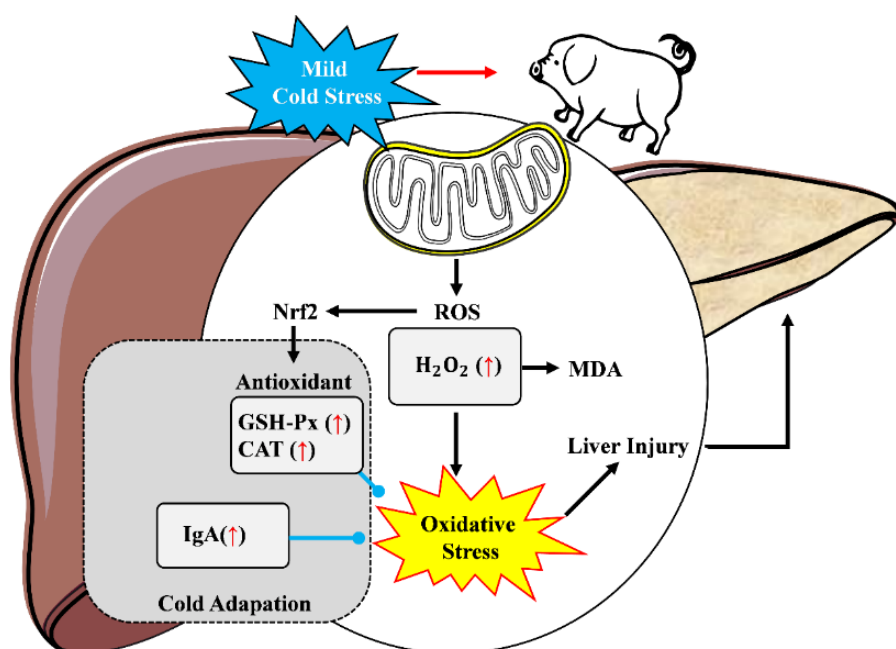 Mild
Cold Stress
Nrf2
ROS
H₂O₂ (↑)
MDA
Antioxidant
GSH-Px (↑)
CAT (↑)
Liver Injury
IgA(↑)
Oxidative
Stress
Cold Adapation